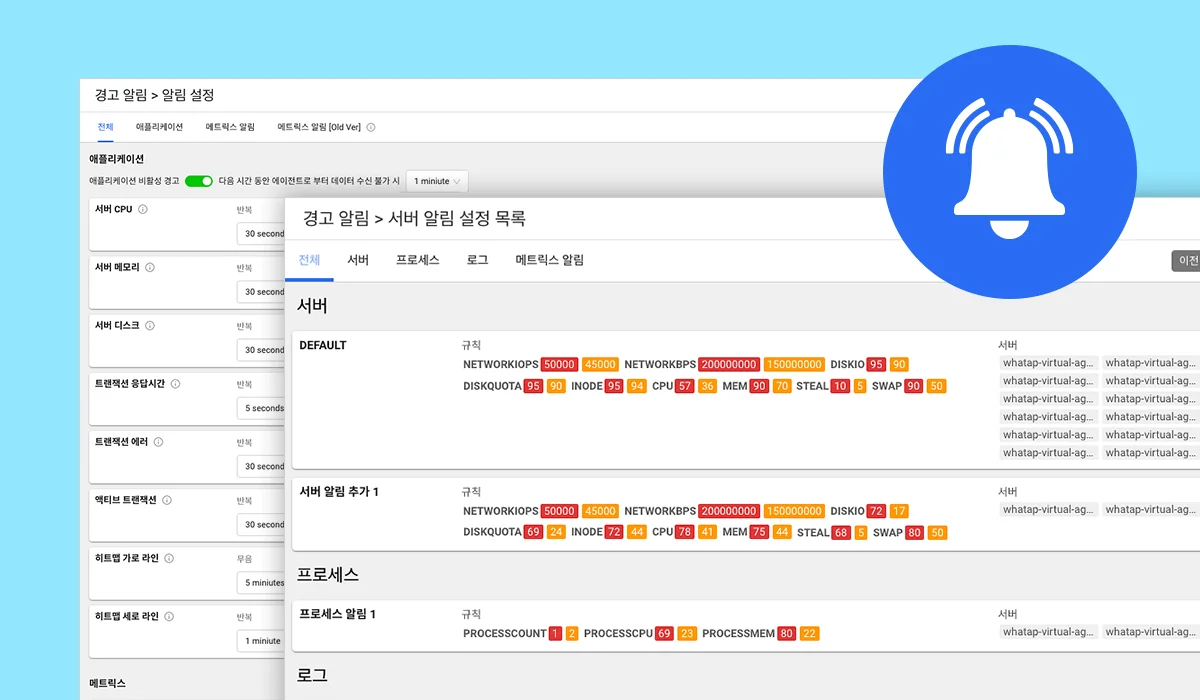 경고 알림 > 알림 설정
전체 애플리케이션 메트릭스 알림 메트릭스 알림 [Old Ver]
애플리케이션
애플리케이션 비활성 경고 다음 시간 동안 에이전트로 부터 데이터 수신 불가 시 1 miniute
서버 CPU 반복
30 second
서버 메모리 반복
30 second
서버 디스크 반복
30 second
트랜잭션 응답시간 반복
5 seconds
트랜잭션 에러 반복
30 second
액티브 트랜잭션 반복
30 second
히트맵 가로 라인 무음
5 miniutes
히트맵 세로 라인 반복
1 miniute
메트릭스
경고 알림 > 서버 알림 설정 목록
전체 서버 프로세스 로그 메트릭스 알림 이전
서버
DEFAULT 규칙 서버
NETWORKIOPS 50000 45000 NETWORKBPS 200000000 150000000 DISKIO 95 90
DISKQUOTA 95 90 INODE 95 94 CPU 57 36 MEM 90 70 STEAL 10 5 SWAP 90 50
whatap-virtual-ag... whatap-virtual-ag...
whatap-virtual-ag... whatap-virtual-ag...
whatap-virtual-ag... whatap-virtual-ag...
whatap-virtual-ag... whatap-virtual-ag...
whatap-virtual-ag... whatap-virtual-ag...
whatap-virtual-ag... whatap-virtual-ag...
서버 알림 추가 1 규칙 서버
NETWORKIOPS 50000 45000 NETWORKBPS 200000000 150000000 DISKIO 72 17
DISKQUOTA 69 24 INODE 72 44 CPU 78 41 MEM 75 44 STEAL 68 5 SWAP 80 50
whatap-virtual-ag... whatap-virtual-ag...
프로세스
프로세스 알림 1 규칙 서버
PROCESSCOUNT 1 2 PROCESSCPU 69 23 PROCESSMEM 80 22
whatap-virtual-ag... whatap-virtual-ag...
로그